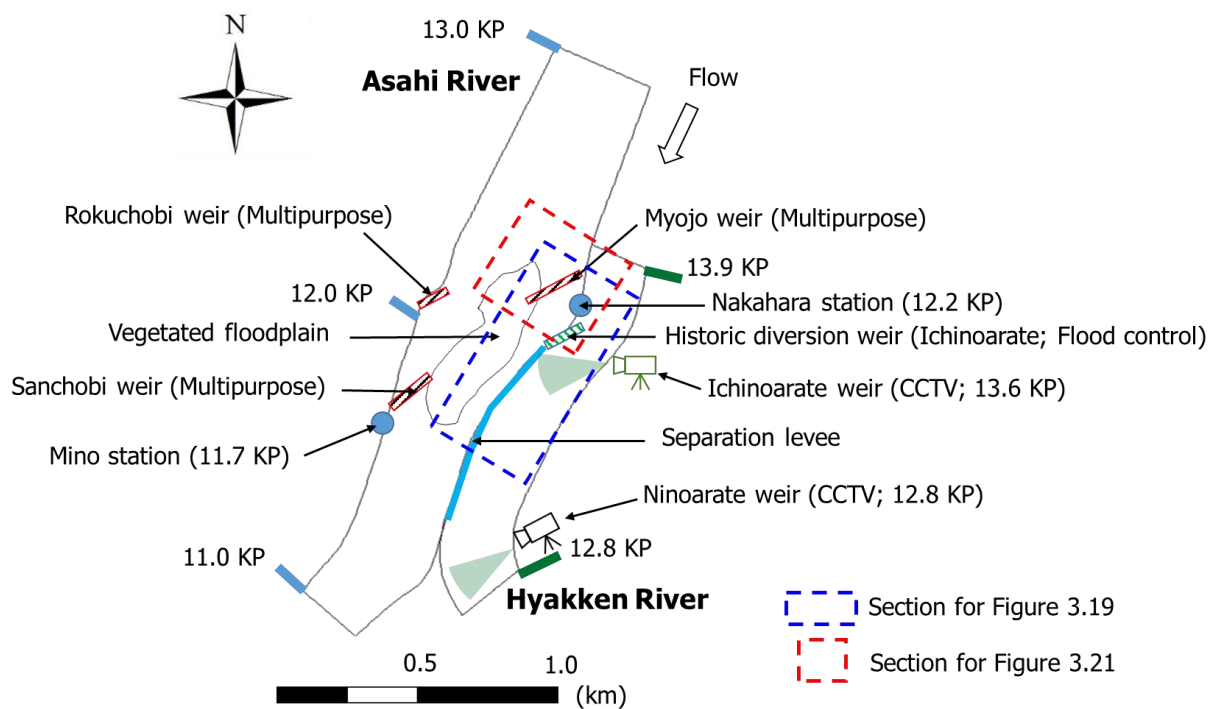 N
13.0 KP
Asahi River
Flow
Rokuchobi weir (Multipurpose)
Myojo weir (Multipurpose)
13.9 KP
12.0 KP
Nakahara station (12.2 KP)
Vegetated floodplain
Historic diversion weir (Ichinoarate; Flood control)
Sanchobi weir (Multipurpose)
Ichinoarate weir (CCTV; 13.6 KP)
Separation levee
Mino station (11.7 KP)
Ninoarate weir (CCTV; 12.8 KP)
12.8 KP
11.0 KP
Hyakken River
Section for Figure 3.19
Section for Figure 3.21
0.5
1.0
(km)